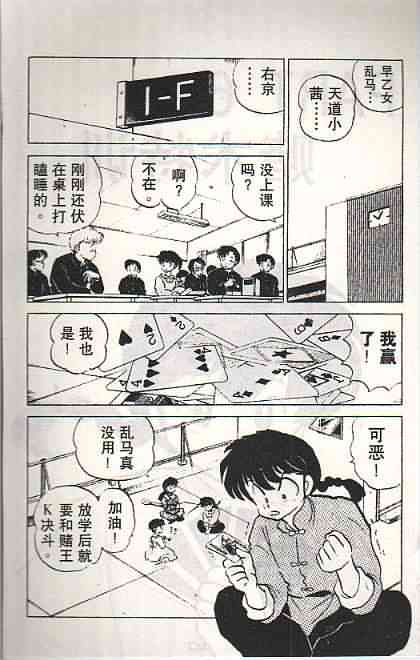 早乙女
乱马…
天道小
茜……
右京
……
1-F
没上课
吗?
啊?
不在。
刚刚还伏
在桌上打
瞌睡的。
我赢
了!
我也
是!
可恶!
乱马真
没用!
加油!
放学后就
要和赌王
K决斗。